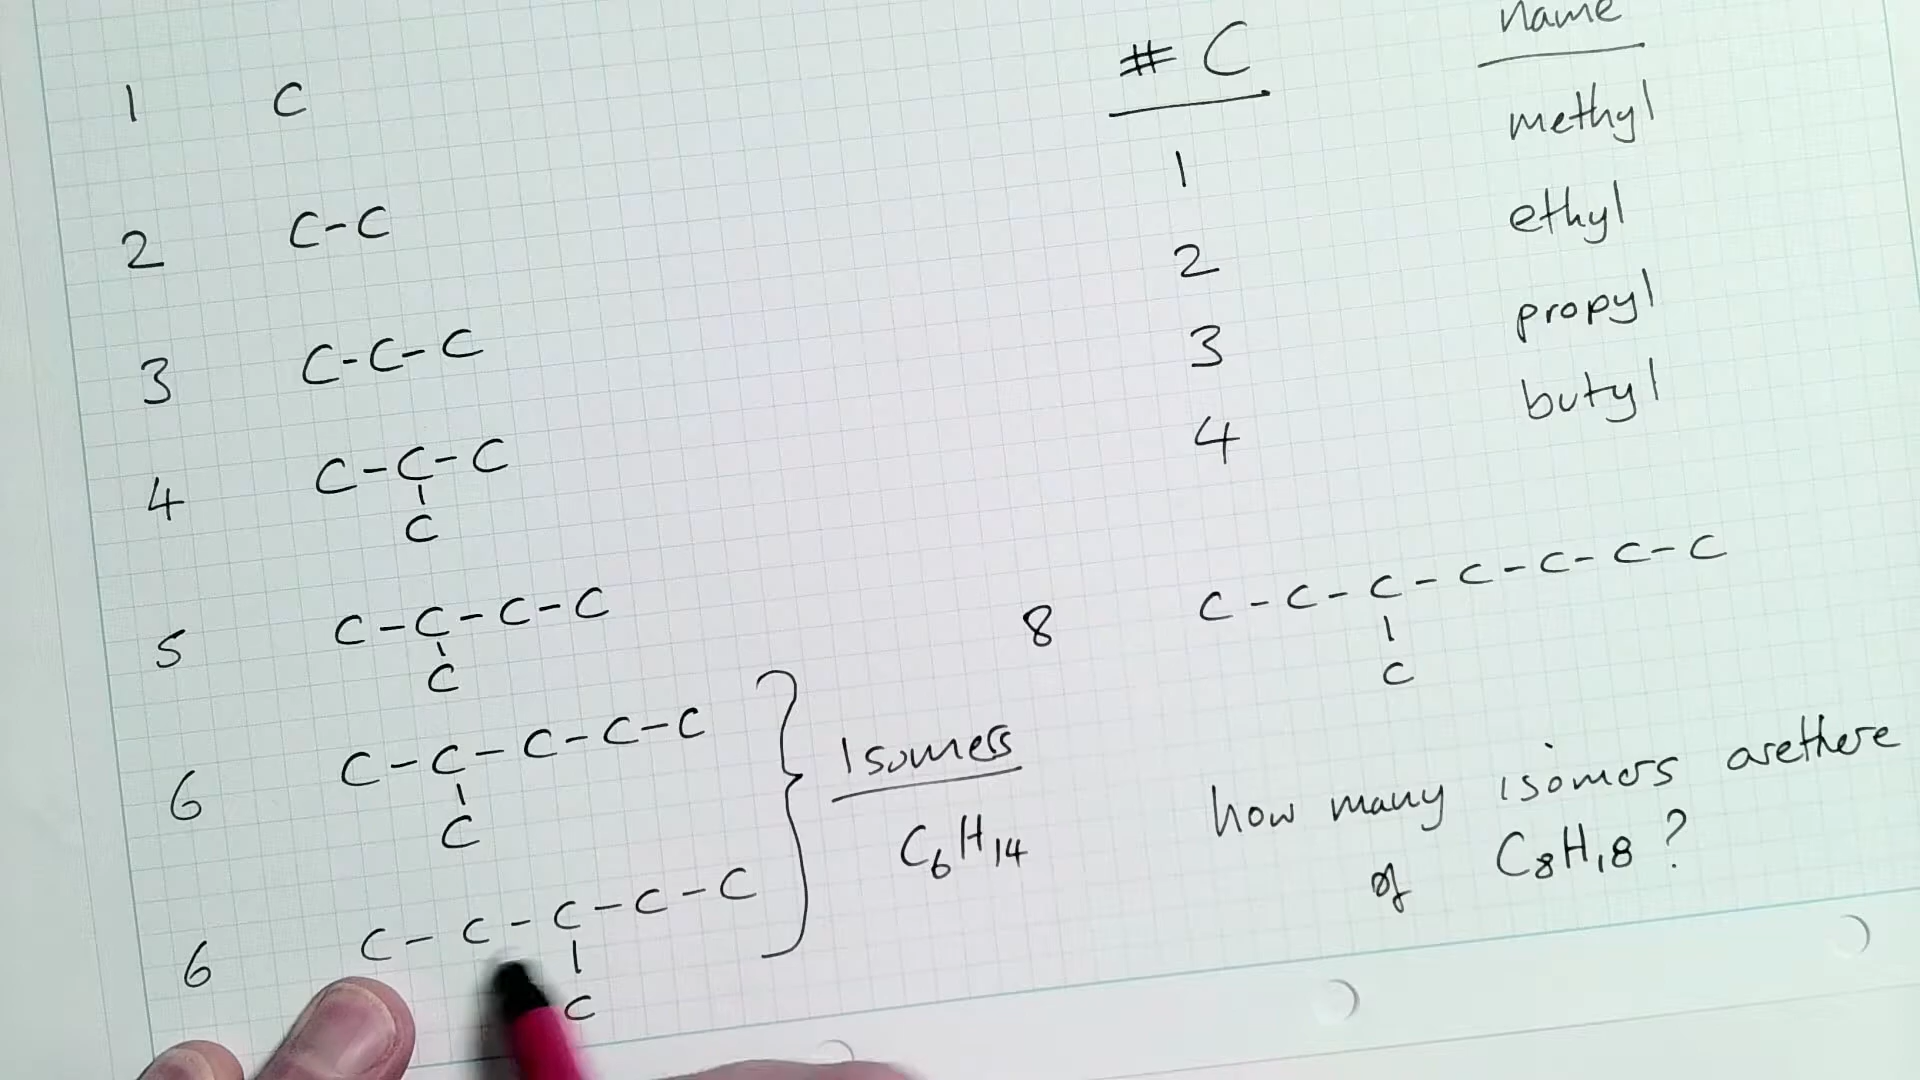 1 C
2 C-C
3 C-C-C
4 C-C-C
C
5 C-C-C-C
C
6 C-C-C-C-C
C
6 C-C-C-C-C
C
Isomers
C₆H₁₄
# C name
1 methyl
2 ethyl
3 propyl
4 butyl
8 C-C-C-C-C-C-C
C
how many isomers are there
of C₈H₁₈?